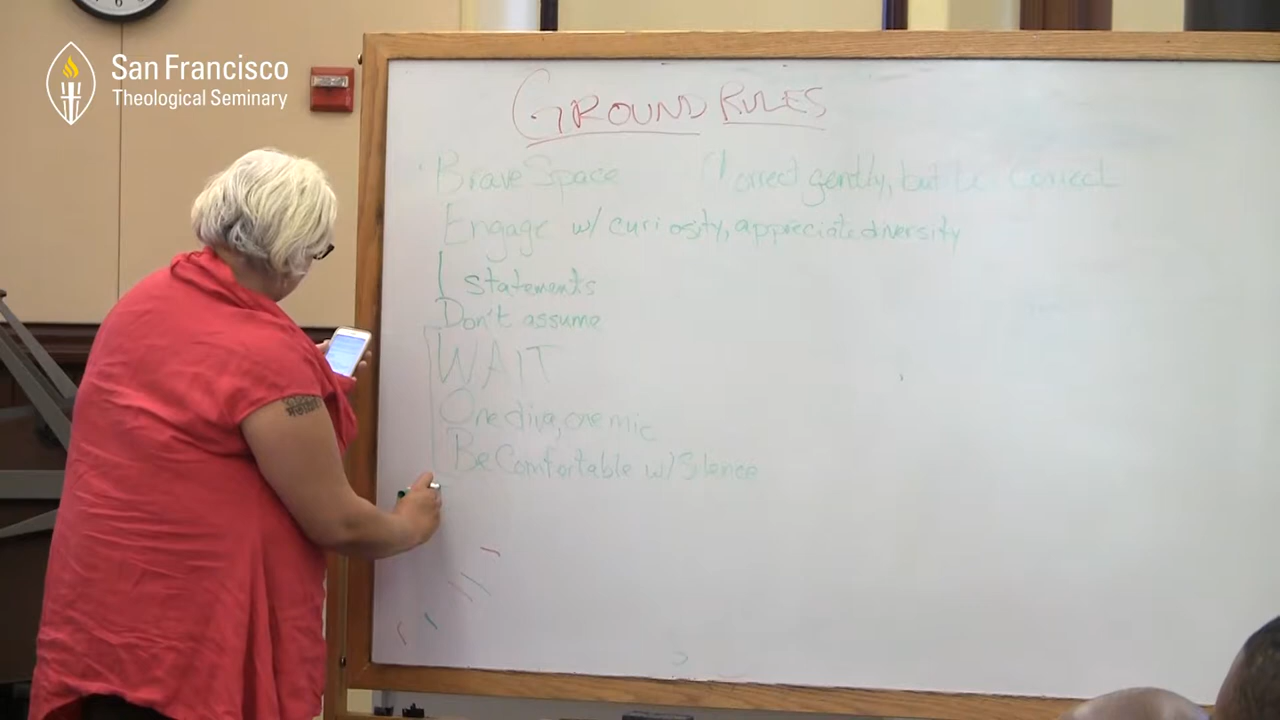 San Francisco
Theological Seminary
GROUND RULES
Brave Space Correct gently, but be correct
Engage w/ curiosity, appreciate diversity
I statements
Don't assume
WAIT
One diva, one mic
Be Comfortable w/ Silence